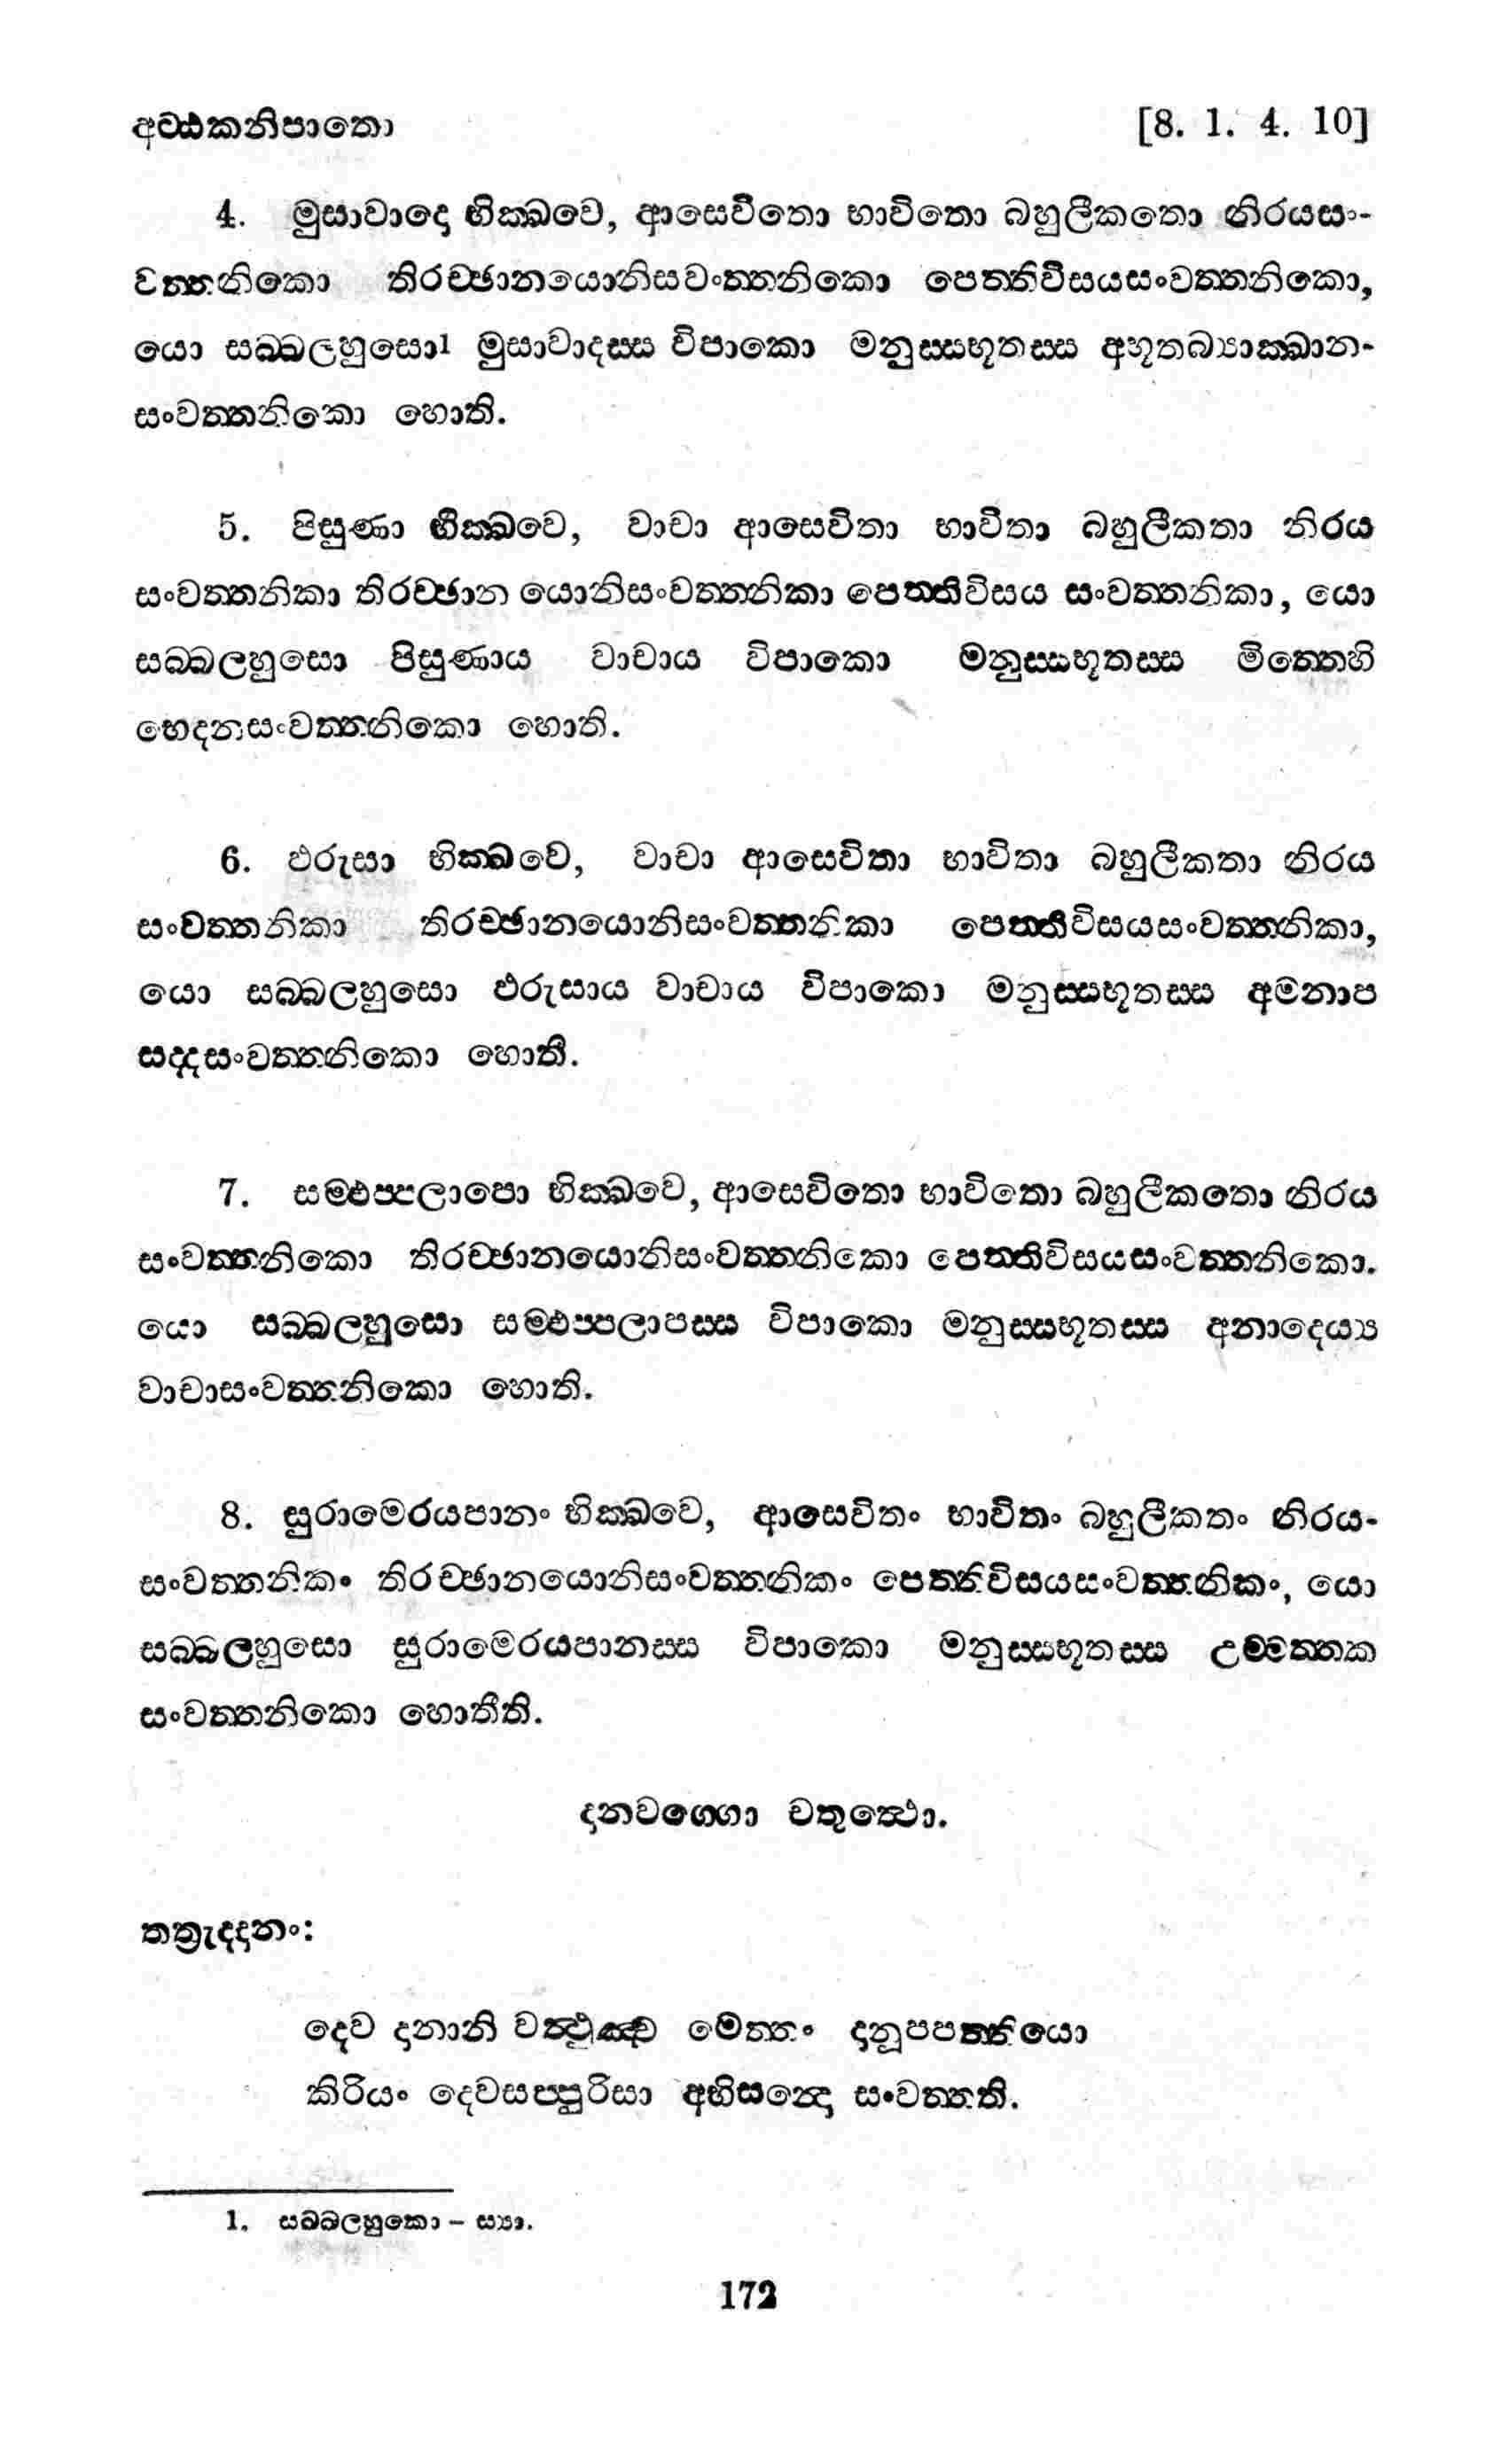 අට්ඨකනිපාතො [8. 1. 4. 10]
4. මුසාවාදො භික්ඛවෙ, ආසෙවිතො භාවිතො බහුලීකතො නිරයසං-
වත්තනිකො තිරච්ඡානයොනිසවංත්තනිකො පෙත්තිවිසයසංවත්තනිකො,
යො සබ්බලහුසො1 මුසාවාදස්ස විපාකො මනුස්සභූතස්ස අභූතබ්‍යාක්ඛාන-
සංවත්තනිකො හොති.
5. පිසුණා භික්ඛවෙ, වාචා ආසෙවිතා භාවිතා බහුලීකතා නිරය
සංවත්තනිකා තිරච්ඡාන යොනිසංවත්තනිකා පෙත්තිවිසය සංවත්තනිකා, යො
සබ්බලහුසො පිසුණාය වාචාය විපාකො මනුස්සභූතස්ස මිත්තෙහි
භෙදනසංවත්තනිකො හොති.
6. ඵරුසා භික්ඛවෙ, වාචා ආසෙවිතා භාවිතා බහුලීකතා නිරය
සංවත්තනිකා තිරච්ඡානයොනිසංවත්තනිකා පෙත්තිවිසයසංවත්තනිකා,
යො සබ්බලහුසො ඵරුසාය වාචාය විපාකො මනුස්සභූතස්ස අමනාප
සද්දසංවත්තනිකො හොති.
7. සම්ඵප්පලාපො භික්ඛවෙ, ආසෙවිතො භාවිතො බහුලීකතො නිරය
සංවත්තනිකො තිරච්ඡානයොනිසංවත්තනිකො පෙත්තිවිසයසංවත්තනිකො.
යො සබ්බලහුසො සම්ඵප්පලාපස්ස විපාකො මනුස්සභූතස්ස අනාදෙය්‍ය
වාචාසංවත්තනිකො හොති.
8. සුරාමෙරයපානං භික්ඛවෙ, ආසෙවිතං භාවිතං බහුලීකතං නිරය-
සංවත්තනිකං තිරච්ඡානයොනිසංවත්තනිකං පෙත්තිවිසයසංවත්තනිකං, යො
සබ්බලහුසො සුරාමෙරයපානස්ස විපාකො මනුස්සභූතස්ස උම්මත්තක
සංවත්තනිකො හොතීති.
දානවග්ගො චතුත්ථො.
තත්‍රැද්දානං:
දෙව දානානි වත්ථුඤ්ච මෙත්තං දානූපපත්තියො
කිරියං දෙවසප්පුරිසා අභිසන්දො සංවත්තති.
1. සබ්බලහුකො – ස්‍යා.
172